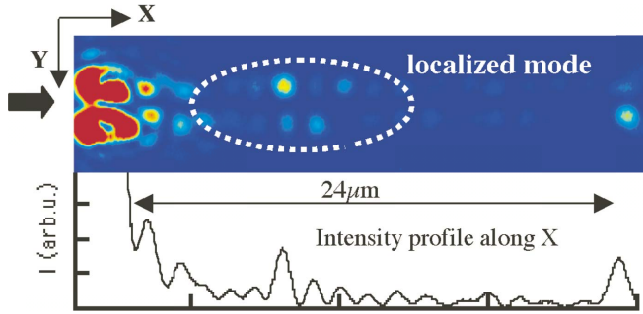 X
Y
localized mode
24μm
Intensity profile along X
I (arb.u.)